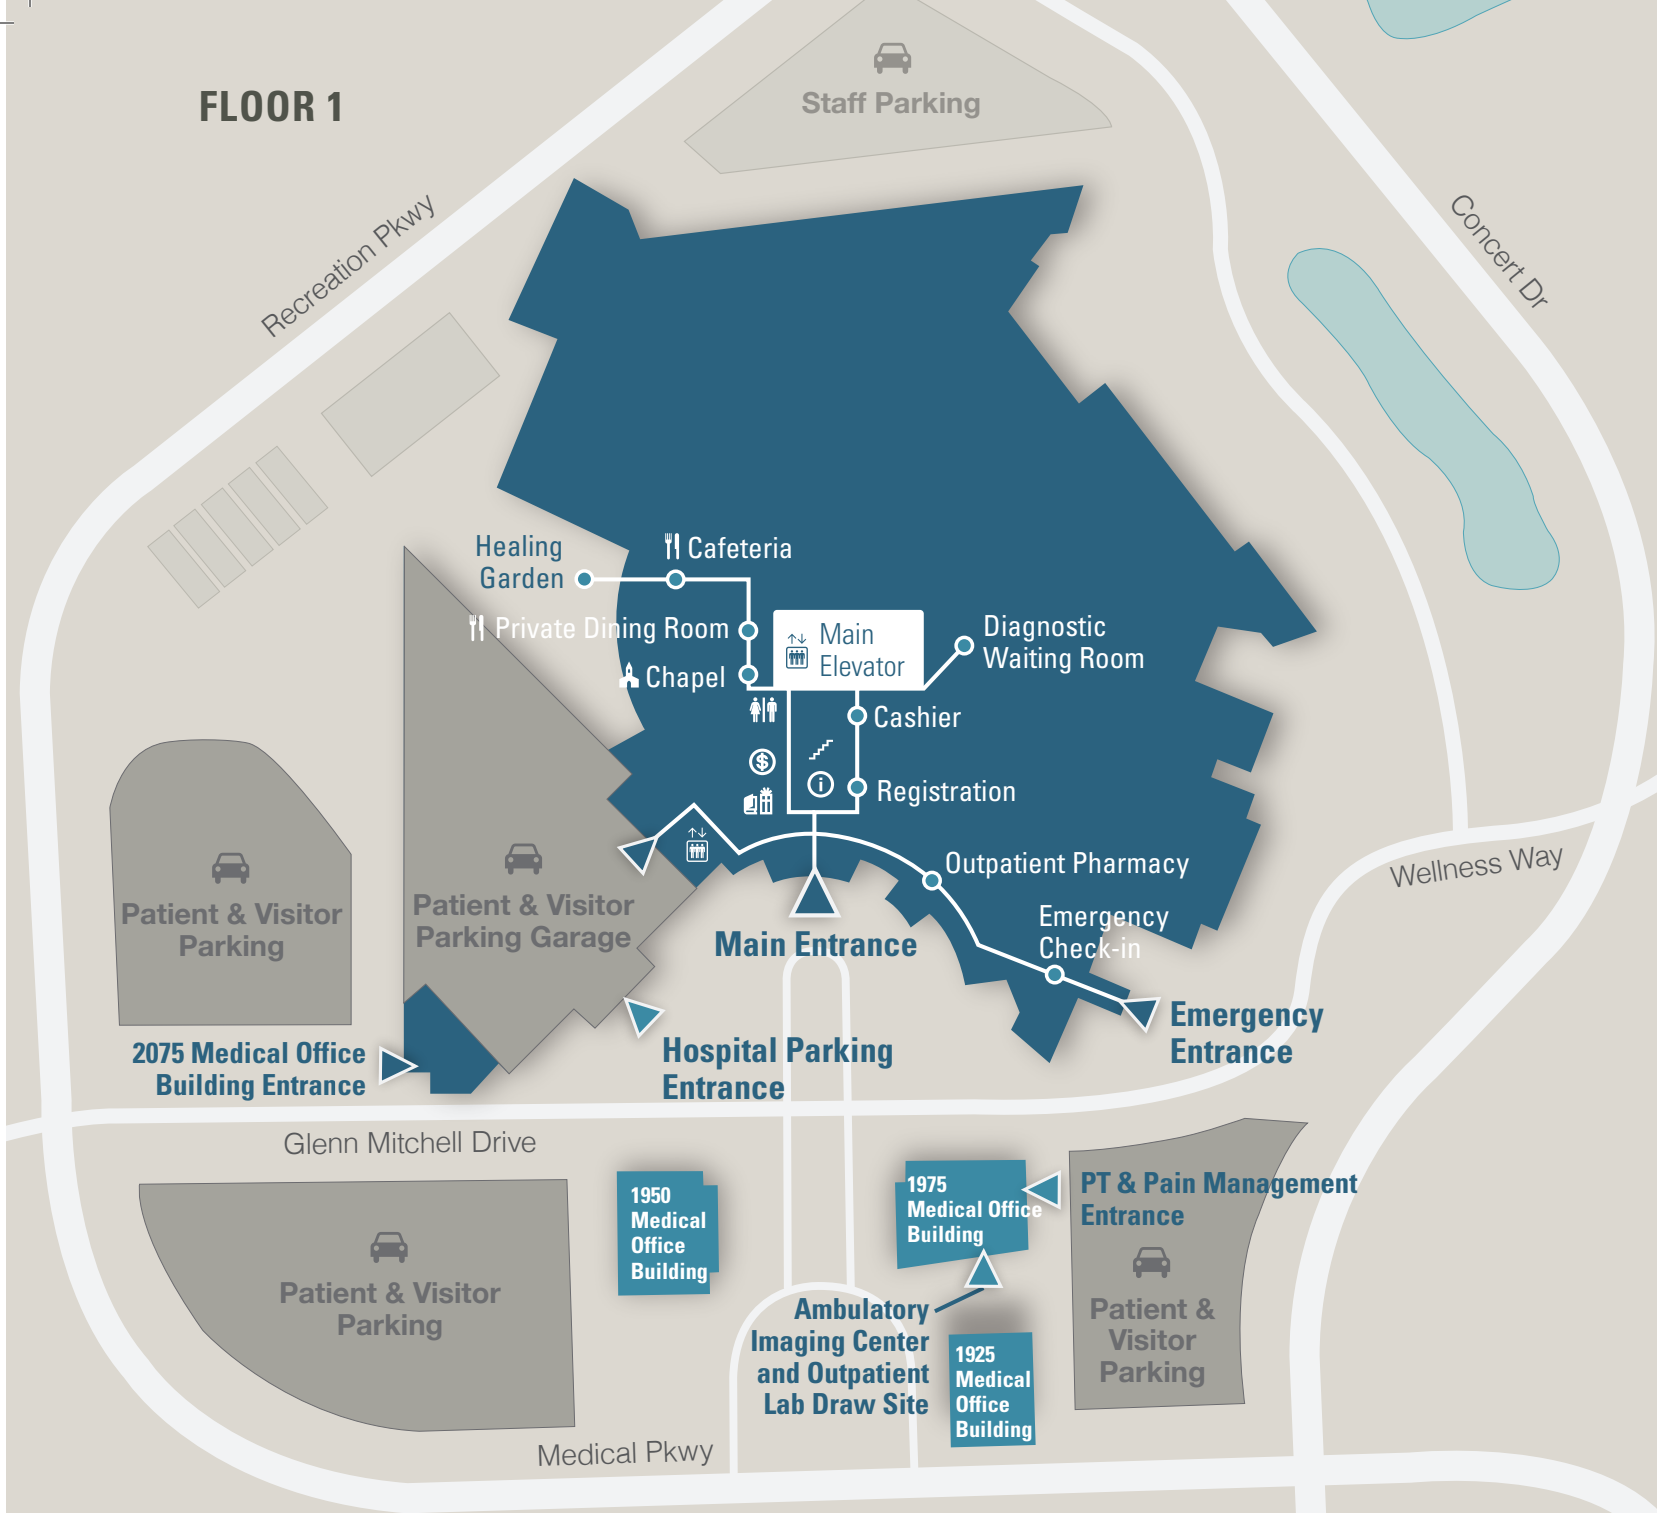 FLOOR 1
Staff Parking
Recreation Pkwy
Concert Dr
Healing
Garden
Cafeteria
Private Dining Room
Chapel
Main
Elevator
Diagnostic
Waiting Room
Cashier
$
i
Registration
Outpatient Pharmacy
Emergency
Check-in
Wellness Way
Patient & Visitor
Parking
Patient & Visitor
Parking Garage
Main Entrance
Emergency
Entrance
2075 Medical Office
Building Entrance
Hospital Parking
Entrance
Glenn Mitchell Drive
1950
Medical
Office
Building
1975
Medical Office
Building
PT & Pain Management
Entrance
Patient & Visitor
Parking
Patient &
Visitor
Parking
Ambulatory
Imaging Center
and Outpatient
Lab Draw Site
1925
Medical
Office
Building
Medical Pkwy